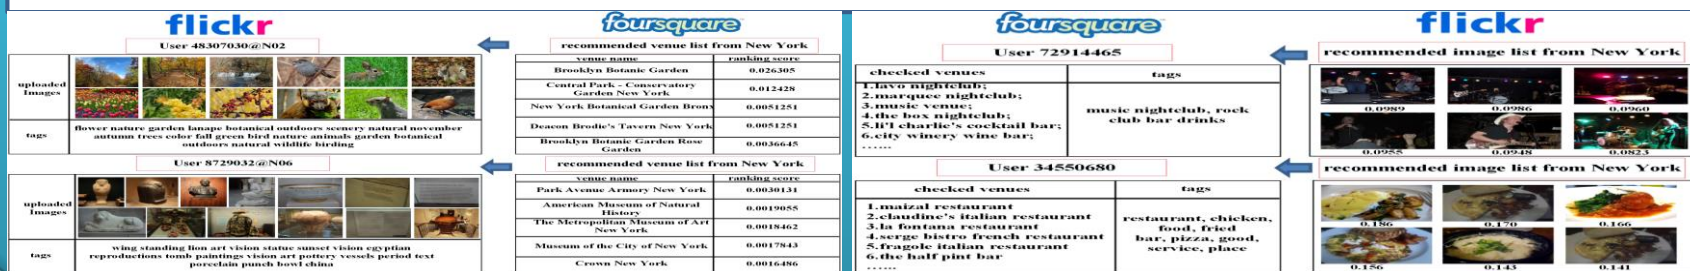 flickr
User 48307030@N02
uploaded
Images
tags
flower nature garden lanape botanical outdoors scenery natural november
autumn trees color fall green bird nature animals garden botanical
outdoors natural wildlife birding
User 8729032@N06
uploaded
Images
tags
wing standing lion art vision statue sunset vision egyptian
reproductions tomb paintings vision art pottery vessels period text
porcelain punch bowl china
foursquare
recommended venue list from New York
venue name ranking score
Brooklyn Botanic Garden 0.026305
Central Park - Conservatory
Garden New York 0.012428
New York Botanical Garden Bronx 0.0051251
Deacon Brodie's Tavern New York 0.0051251
Brooklyn Botanic Garden Rose
Garden 0.0036645
recommended venue list from New York
venue name ranking score
Park Avenue Armory New York 0.0030131
American Museum of Natural
History 0.0019055
The Metropolitan Museum of Art
New York 0.0018462
Museum of the City of New York 0.0017843
Crown New York 0.0016486
foursquare
User 72914465
checked venues tags
1.lavo nightclub;
2.marquee nightclub;
3.music venue;
4.the box nightclub;
5.li'l charlie's cocktail bar;
6.city winery wine bar;
......
music nightclub, rock
club bar drinks
User 34550680
checked venues tags
1.maizal restaurant
2.claudine's italian restaurant
3.la fontana restaurant
4.serge bistro french restaurant
5.fragole italian restaurant
6.the half pint bar
......
restaurant, chicken,
food, fried
bar, pizza, good,
service, place
flickr
recommended image list from New York
0.0989 0.0986 0.0960
0.0955 0.0948 0.0823
recommended image list from New York
0.186 0.170 0.166
0.156 0.143 0.141